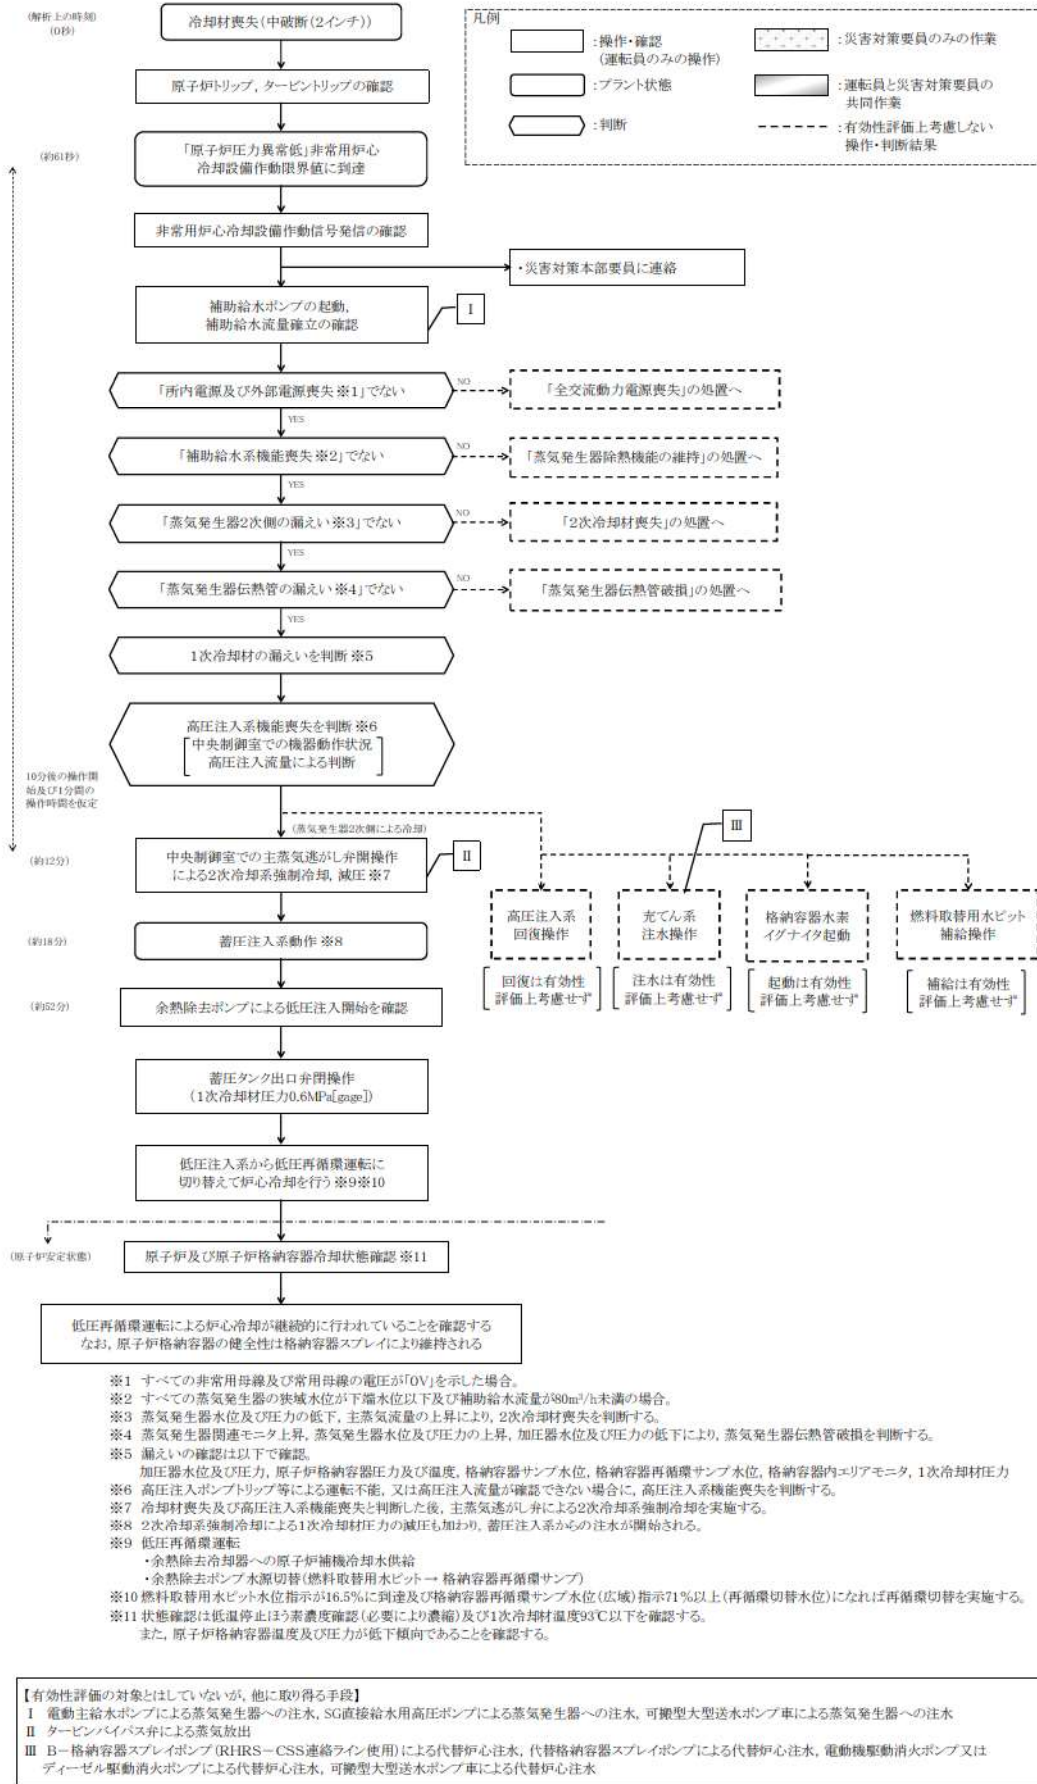 (解析上の時刻)
(0秒)
冷却材喪失(中破断(2インチ))
凡例
:操作・確認
(運転員のみの操作)
:災害対策要員のみの作業
:プラント状態
:運転員と災害対策要員の
共同作業
:判断
:有効性評価上考慮しない
操作・判断結果
原子炉トリップ, タービントリップの確認
(約61秒)
「原子炉圧力異常低」非常用炉心
冷却設備作動限界値に到達
非常用炉心冷却設備作動信号発信の確認
・災害対策本部要員に連絡
補助給水ポンプの起動,
補助給水流量確立の確認
I
「所内電源及び外部電源喪失※1」でない
NO
「全交流動力電源喪失」の処置へ
YES
「補助給水系機能喪失※2」でない
NO
「蒸気発生器除熱機能の維持」の処置へ
YES
「蒸気発生器2次側の漏えい※3」でない
NO
「2次冷却材喪失」の処置へ
YES
「蒸気発生器伝熱管の漏えい※4」でない
NO
「蒸気発生器伝熱管破損」の処置へ
YES
1次冷却材の漏えいを判断※5
高圧注入系機能喪失を判断※6
中央制御室での機器動作状況
高圧注入流量による判断
10分後の操作開
始及び1分間の
操作時間を仮定
(蒸気発生器2次側による冷却)
III
(約12分)
中央制御室での主蒸気逃がし弁開操作
による2次冷却系強制冷却, 減圧※7
II
高圧注入系
回復操作
充てん系
注水操作
格納容器水素
イグナイタ起動
燃料取替用水ピット
補給操作
回復は有効性
評価上考慮せず
注水は有効性
評価上考慮せず
起動は有効性
評価上考慮せず
補給は有効性
評価上考慮せず
(約18分)
蓄圧注入系動作※8
(約52分)
余熱除去ポンプによる低圧注入開始を確認
蓄圧タンク出口弁閉操作
(1次冷却材圧力0.6MPa[gage])
低圧注入系から低圧再循環運転に
切り替えて炉心冷却を行う※9※10
(原子炉安定状態)
原子炉及び原子炉格納容器冷却状態確認※11
低圧再循環運転による炉心冷却が継続的に行われていることを確認する
なお, 原子炉格納容器の健全性は格納容器スプレイにより維持される
※1 すべての非常用母線及び常用母線の電圧が「0V」を示した場合。
※2 すべての蒸気発生器の狭域水位が下端水位以下及び補助給水流量が80m³/h未満の場合。
※3 蒸気発生器水位及び圧力の低下, 主蒸気流量の上昇により, 2次冷却材喪失を判断する。
※4 蒸気発生器関連モニタ上昇, 蒸気発生器水位及び圧力の上昇, 加圧器水位及び圧力の低下により, 蒸気発生器伝熱管破損を判断する。
※5 漏えいの確認は以下で確認。
加圧器水位及び圧力, 原子炉格納容器圧力及び温度, 格納容器サンプ水位, 格納容器再循環サンプ水位, 格納容器内エリアモニタ, 1次冷却材圧力
※6 高圧注入ポンプトリップ等による運転不能, 又は高圧注入流量が確認できない場合に, 高圧注入系機能喪失を判断する。
※7 冷却材喪失及び高圧注入系機能喪失と判断した後, 主蒸気逃がし弁による2次冷却系強制冷却を実施する。
※8 2次冷却系強制冷却による1次冷却材圧力の減圧も加わり, 蓄圧注入系からの注水が開始される。
※9 低圧再循環運転
・余熱除去冷却器への原子炉補機冷却水供給
・余熱除去ポンプ水源切替(燃料取替用水ピット→ 格納容器再循環サンプ)
※10 燃料取替用水ピット水位指示が16.5%に到達及び格納容器再循環サンプ水位(広域)指示71%以上(再循環切替水位)になれば再循環切替を実施する。
※11 状態確認は低温停止ほう素濃度確認(必要により濃縮)及び1次冷却材温度93℃以下を確認する。
また, 原子炉格納容器温度及び圧力が低下傾向であることを確認する。
【有効性評価の対象とはしていないが, 他に取り得る手段】
I 電動主給水ポンプによる蒸気発生器への注水, SG直接給水用高圧ポンプによる蒸気発生器への注水, 可搬型大型送水ポンプ車による蒸気発生器への注水
II タービンバイパス弁による蒸気放出
III B-格納容器スプレイポンプ(RHRS-CSS連絡ライン使用)による代替炉心注水, 代替格納容器スプレイポンプによる代替炉心注水, 電動機駆動消火ポンプ又は
ディーゼル駆動消火ポンプによる代替炉心注水, 可搬型大型送水ポンプ車による代替炉心注水